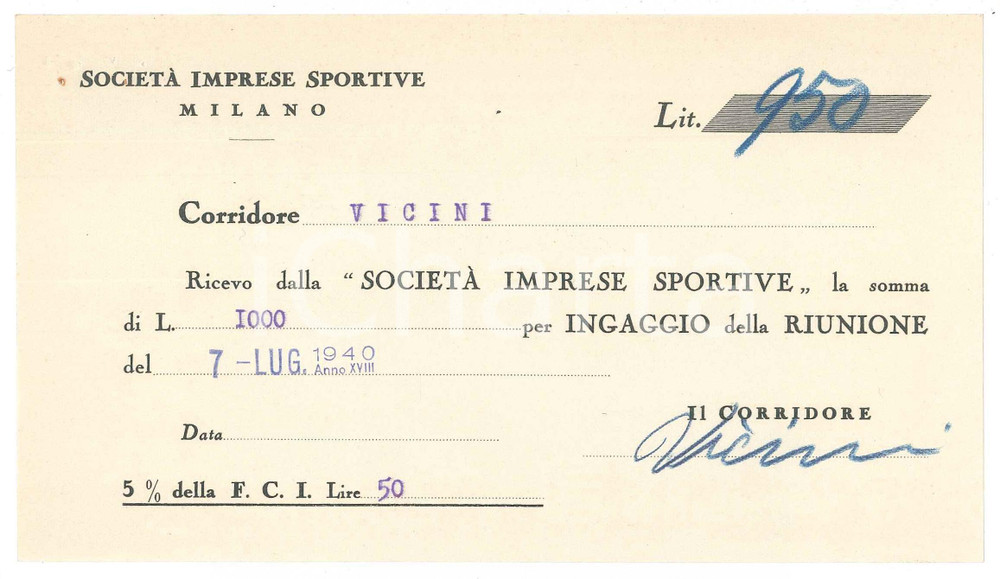 SOCIETÀ IMPRESE SPORTIVE
MILANO
Lit. 950
Corridore VICINI
Ricevo dalla “SOCIETÀ IMPRESE SPORTIVE„ la somma
di L. 1000 per INGAGGIO della RIUNIONE
del 7 - LUG. 1940 Anno XVIII
Il CORRIDORE
Data
Vicini
5 % della F. C. I. Lire 50
iCharta